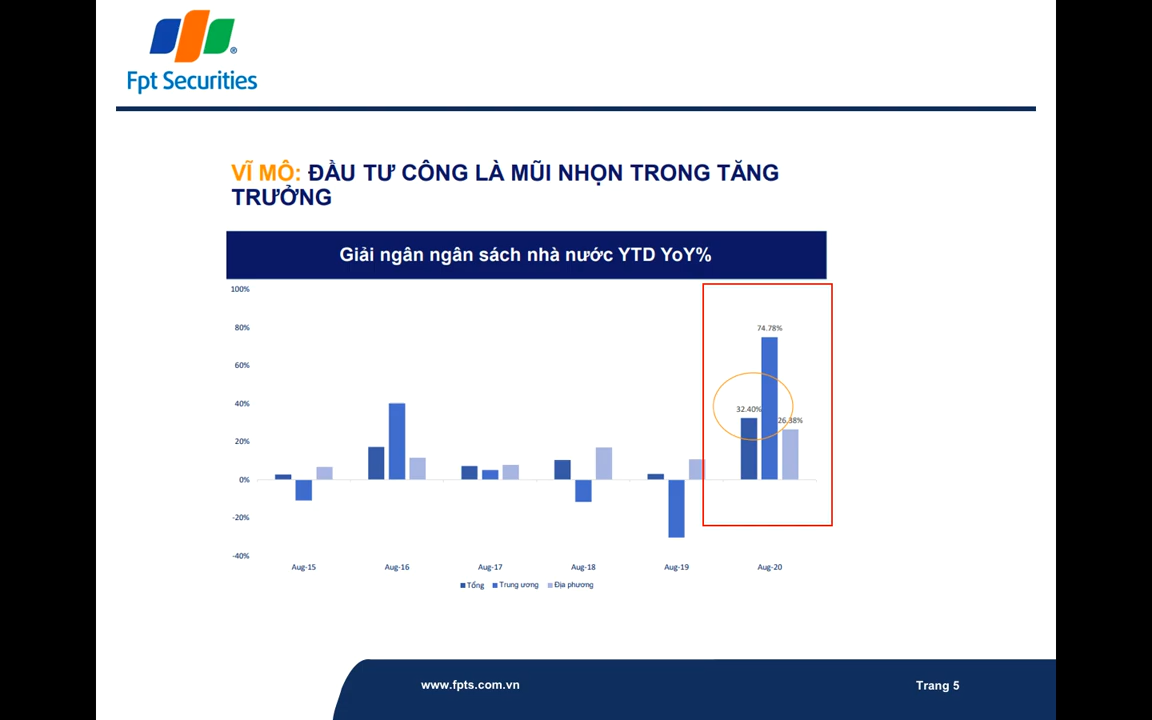 Fpt Securities
VĨ MÔ: ĐẦU TƯ CÔNG LÀ MŨI NHỌN TRONG TĂNG
TRƯỞNG
Giải ngân ngân sách nhà nước YTD YoY%
100%
80%
60%
40%
20%
0%
-20%
-40%
74.78%
32.40%
26.38%
Aug-15 Aug-16 Aug-17 Aug-18 Aug-19 Aug-20
Tổng Trung ương Địa phương
www.fpts.com.vn Trang 5